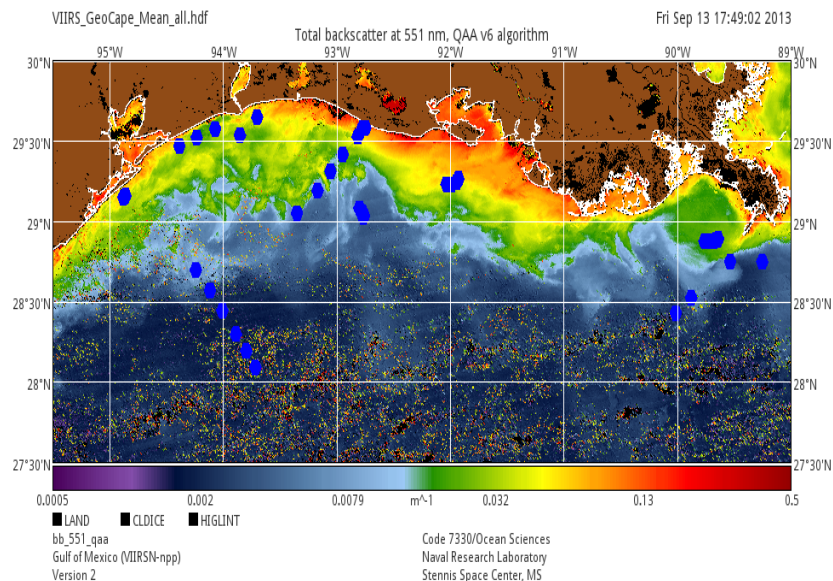 VIIRS_GeoCape_Mean_all.hdf Fri Sep 13 17:49:02 2013
Total backscatter at 551 nm, QAA v6 algorithm
95°W 94°W 93°W 92°W 91°W 90°W 89°W
30°N 30°N
29°30'N 29°30'N
29°N 29°N
28°30'N 28°30'N
28°N 28°N
27°30'N 27°30'N
0.0005 0.002 0.0079 m^-1 0.032 0.13 0.5
LAND CLDICE HIGLINT
bb_551_qaa Code 7330/Ocean Sciences
Gulf of Mexico (VIIRSN-npp) Naval Research Laboratory
Version 2 Stennis Space Center, MS